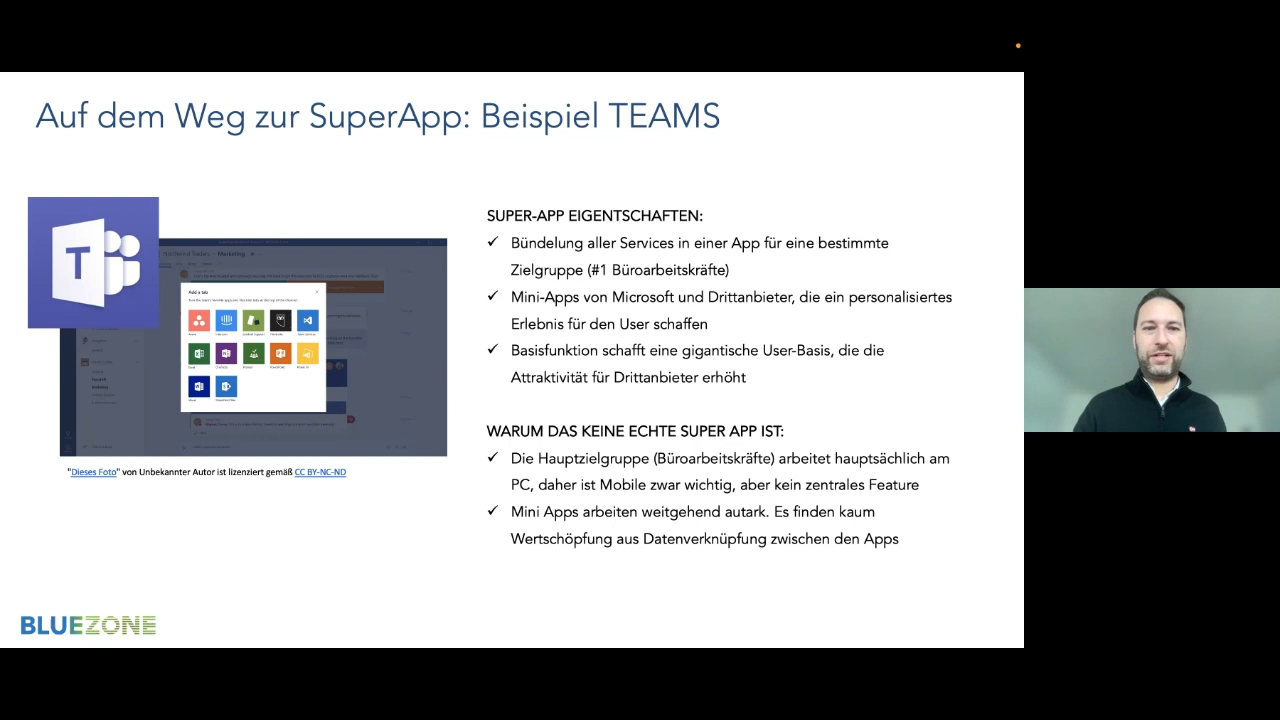 Auf dem Weg zur SuperApp: Beispiel TEAMS
T
Marketing
Add a tab
"Dieses Foto" von Unbekannter Autor ist lizenziert gemäß CC BY-NC-ND
SUPER-APP EIGENTSCHAFTEN:
✓ Bündelung aller Services in einer App für eine bestimmte
Zielgruppe (#1 Büroarbeitskräfte)
✓ Mini-Apps von Microsoft und Drittanbieter, die ein personalisiertes
Erlebnis für den User schaffen
✓ Basisfunktion schafft eine gigantische User-Basis, die die
Attraktivität für Drittanbieter erhöht
WARUM DAS KEINE ECHTE SUPER APP IST:
✓ Die Hauptzielgruppe (Büroarbeitskräfte) arbeitet hauptsächlich am
PC, daher ist Mobile zwar wichtig, aber kein zentrales Feature
✓ Mini Apps arbeiten weitgehend autark. Es finden kaum
Wertschöpfung aus Datenverknüpfung zwischen den Apps
BLUEZONE